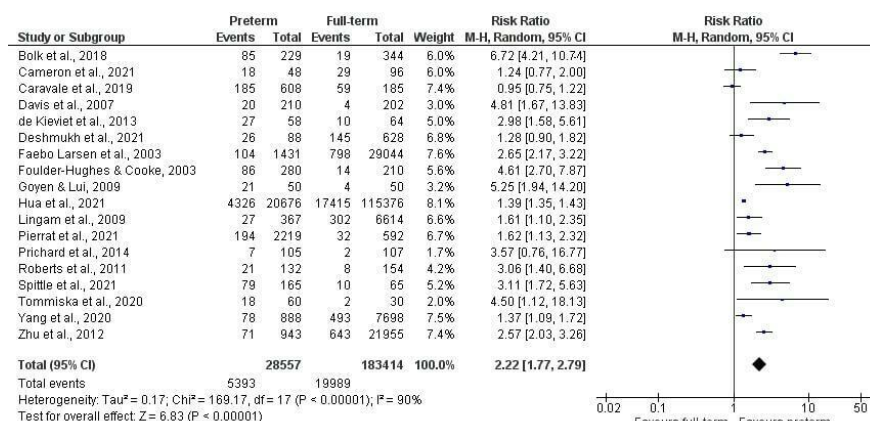 Preterm Full-term Risk Ratio Risk Ratio
Study or Subgroup Events Total Events Total Weight M-H, Random, 95% CI M-H, Random, 95% CI
Bolk et al., 2018 85 229 19 344 6.0% 6.72 [4.21, 10.74]
Cameron et al., 2021 18 48 29 96 6.0% 1.24 [0.77, 2.00]
Caravale et al., 2019 185 608 59 185 7.4% 0.95 [0.75, 1.22]
Davis et al., 2007 20 210 4 202 3.0% 4.81 [1.67, 13.83]
de Kieviet et al., 2013 27 58 10 64 5.0% 2.98 [1.58, 5.61]
Deshmukh et al., 2021 26 88 145 628 6.8% 1.28 [0.90, 1.82]
Faebo Larsen et al., 2003 104 1431 798 29044 7.6% 2.65 [2.17, 3.22]
Foulder-Hughes & Cooke, 2003 86 280 14 210 5.6% 4.61 [2.70, 7.87]
Goyen & Lui, 2009 21 50 4 50 3.2% 5.25 [1.94, 14.20]
Hua et al., 2021 4326 20676 17415 115376 8.0% 1.39 [1.35, 1.43]
Lingam et al., 2009 27 367 302 6614 6.6% 1.61 [1.10, 2.35]
Pierrat et al., 2021 194 2219 32 592 6.7% 1.62 [1.13, 2.32]
Prichard et al., 2014 7 105 2 107 1.7% 3.57 [0.76, 16.77]
Roberts et al., 2011 21 132 8 154 4.3% 3.06 [1.40, 6.68]
Spittle et al., 2021 79 165 10 65 5.2% 3.11 [1.72, 5.63]
Tommiska et al., 2020 18 60 2 30 2.0% 4.50 [1.12, 18.13]
Yang et al., 2020 78 888 493 7698 7.5% 1.37 [1.09, 1.72]
Zhu et al., 2012 71 943 643 21955 7.4% 2.57 [2.03, 3.26]
Total (95% CI) 28557 183414 100.0% 2.22 [1.77, 2.79]
Total events 5393 19989
Heterogeneity: Tau² = 0.17; Chi² = 169.17, df = 17 (P < 0.00001); I² = 90%
Test for overall effect: Z = 6.83 (P < 0.00001)
0.02 0.1 1 10 50
Favours full-term Favours preterm